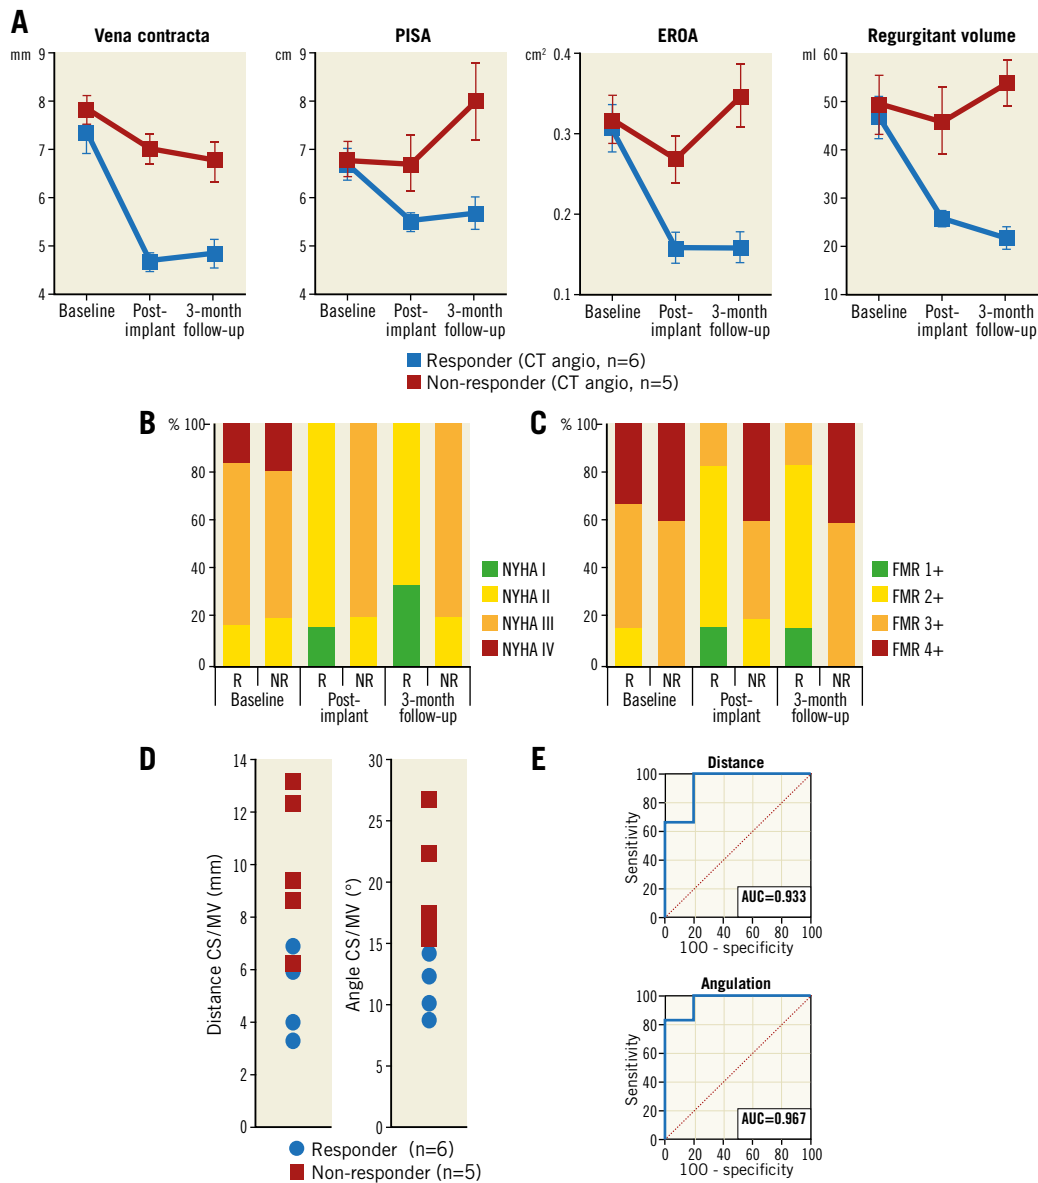 A
Vena contracta
PISA
EROA
Regurgitant volume
mm
9
8
7
6
5
4
Baseline
Post-implant
3-month follow-up
cm
9
8
7
6
5
4
Baseline
Post-implant
3-month follow-up
cm²
0.4
0.3
0.2
0.1
Baseline
Post-implant
3-month follow-up
ml
60
50
40
30
20
10
Baseline
Post-implant
3-month follow-up
Responder (CT angio, n=6)
Non-responder (CT angio, n=5)
B
% 100
80
60
40
20
0
R NR R NR R NR
Baseline
Post-implant
3-month follow-up
NYHA I
NYHA II
NYHA III
NYHA IV
C
% 100
80
60
40
20
0
R NR R NR R NR
Baseline
Post-implant
3-month follow-up
FMR 1+
FMR 2+
FMR 3+
FMR 4+
D
Distance CS/MV (mm)
14
12
10
8
6
4
2
0
Angle CS/MV (°)
30
25
20
15
10
5
0
Responder (n=6)
Non-responder (n=5)
E
Distance
Sensitivity
100
80
60
40
20
0
AUC=0.933
0 20 40 60 80 100
100 - specificity
Angulation
Sensitivity
100
80
60
40
20
0
AUC=0.967
0 20 40 60 80 100
100 - specificity